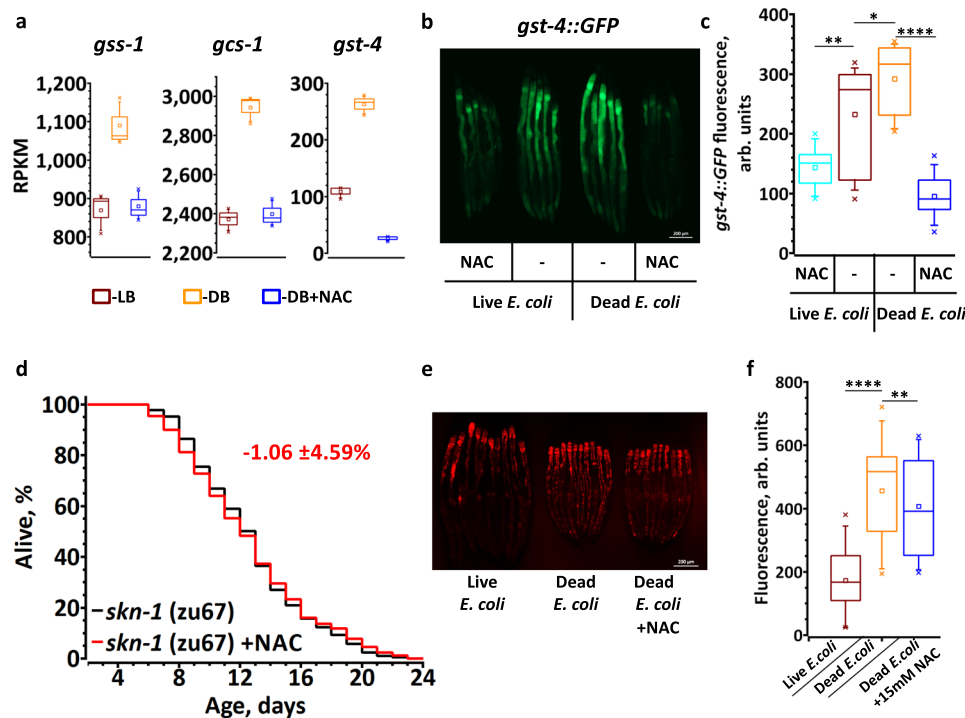 a
gss-1
gcs-1
gst-4
RPKM
1,200
1,100
1,000
900
800
3,000
2,800
2,600
2,400
2,200
300
200
100
0
-LB
-DB
-DB+NAC
b
gst-4::GFP
200 μm
NAC
-
-
NAC
Live E. coli
Dead E. coli
c
gst-4::GFP fluorescence,
arb. units
400
300
200
100
0
**
*
****
NAC
-
-
NAC
Live E. coli
Dead E. coli
d
Alive, %
100
80
60
40
20
0
-1.06 ±4.59%
skn-1 (zu67)
skn-1 (zu67) +NAC
4
8
12
16
20
24
Age, days
e
200 μm
Live
E. coli
Dead
E. coli
Dead
E. coli
+NAC
f
Fluorescence, arb. units
800
600
400
200
0
****
**
Live E.coli
Dead E.coli
Dead E.coli
+15mM NAC